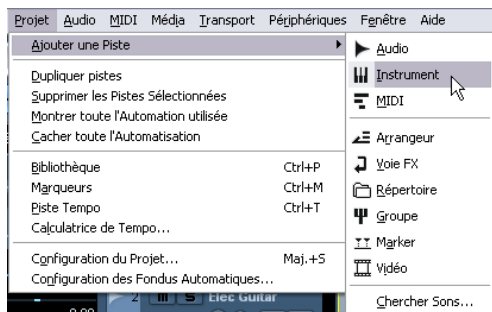 Projet Audio MIDI Média Transport Périphériques Fenêtre Aide
Ajouter une Piste
Dupliquer pistes
Supprimer les Pistes Sélectionnées
Montrer toute l'Automation utilisée
Cacher toute l'Automatisation
Bibliothèque Ctrl+P
Marqueurs Ctrl+M
Piste Tempo Ctrl+T
Calculatrice de Tempo...
Configuration du Projet... Maj.+S
Configuration des Fondus Automatiques...
Audio
Instrument
MIDI
Arrangeur
Voie FX
Répertoire
Groupe
Marker
Vidéo
Chercher Sons...
2 m S Elec Guitar